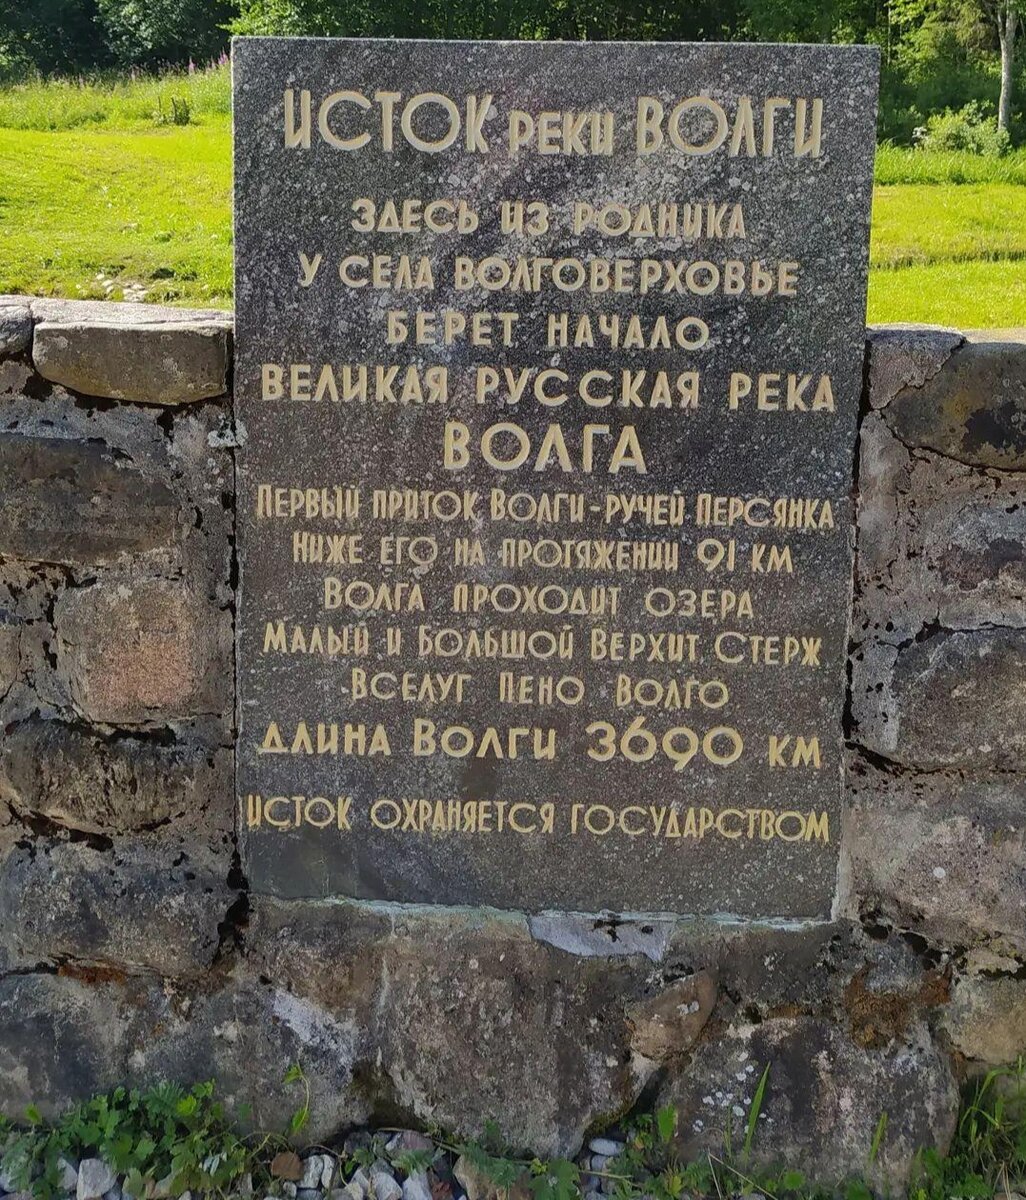 ИСТОК РЕКИ ВОЛГИ
ЗДЕСЬ ИЗ РОДНИКА
У СЕЛА ВОЛГОВЕРХОВЬЕ
БЕРЕТ НАЧАЛО
ВЕЛИКАЯ РУССКАЯ РЕКА
ВОЛГА
ПЕРВЫЙ ПРИТОК ВОЛГИ-РУЧЕЙ ПЕРСЯНКА
НИЖЕ ЕГО НА ПРОТЯЖЕНИИ 91 КМ
ВОЛГА ПРОХОДИТ ОЗЕРА
МАЛЫЙ И БОЛЬШОЙ ВЕРХИТ СТЕРЖ
ВСЕЛУГ ПЕНО ВОЛГО
ДЛИНА ВОЛГИ 3690 КМ
ИСТОК ОХРАНЯЕТСЯ ГОСУДАРСТВОМ